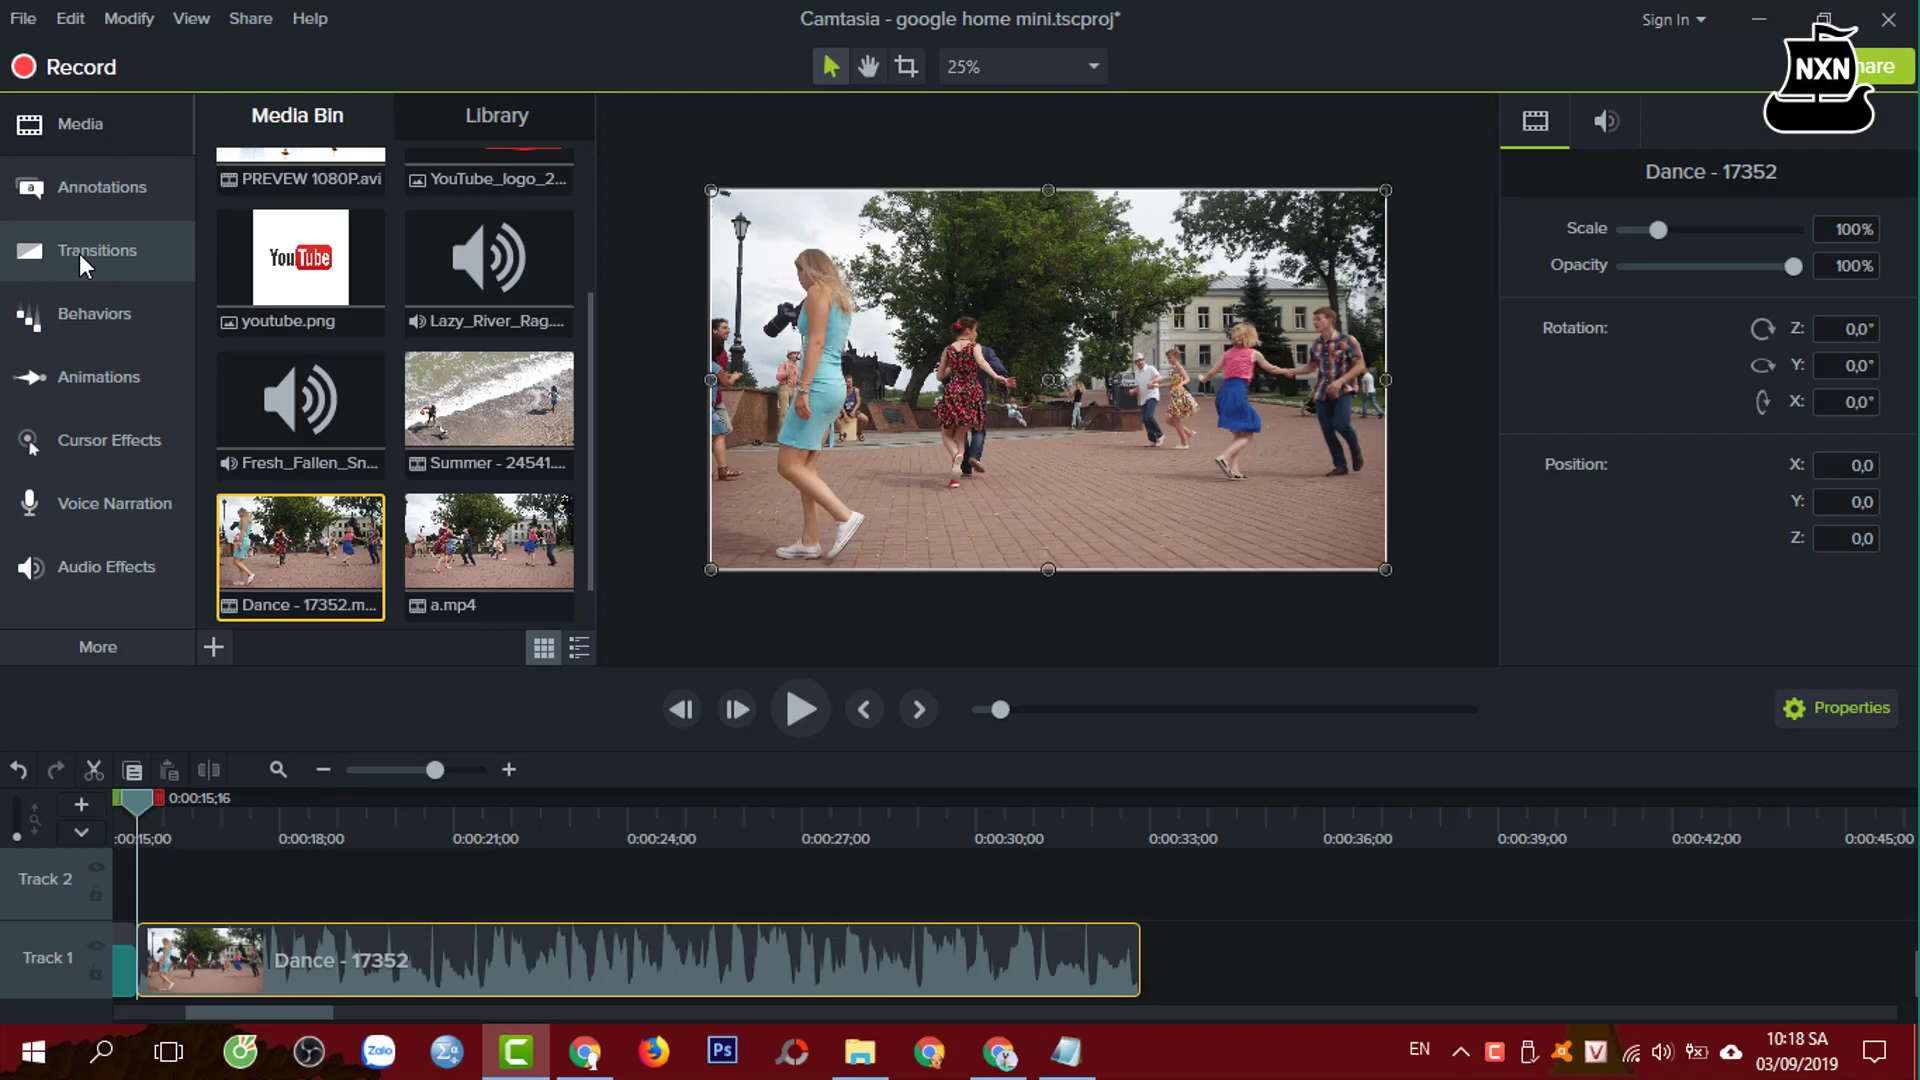 File Edit Modify View Share Help
Camtasia - google home mini.tscproj*
Sign In
Record
25%
NXN
Media
Annotations
Transitions
Behaviors
Animations
Cursor Effects
Voice Narration
Audio Effects
More
Media Bin
Library
PREVEW 1080P.avi
YouTube_logo_2...
YouTube
youtube.png
Lazy_River_Rag....
Fresh_Fallen_Sn...
Summer - 24541....
Dance - 17352.m...
a.mp4
Dance - 17352
Scale 100%
Opacity 100%
Rotation: Z: 0,0°
Y: 0,0°
X: 0,0°
Position: X: 0,0
Y: 0,0
Z: 0,0
Properties
0:00:15;16
:00:15;00 0:00:18;00 0:00:21;00 0:00:24;00 0:00:27;00 0:00:30;00 0:00:33;00 0:00:36;00 0:00:39;00 0:00:42;00 0:00:45;00
Track 2
Track 1
Dance - 17352
Zalo
Ps
EN
10:18 SA
03/09/2019